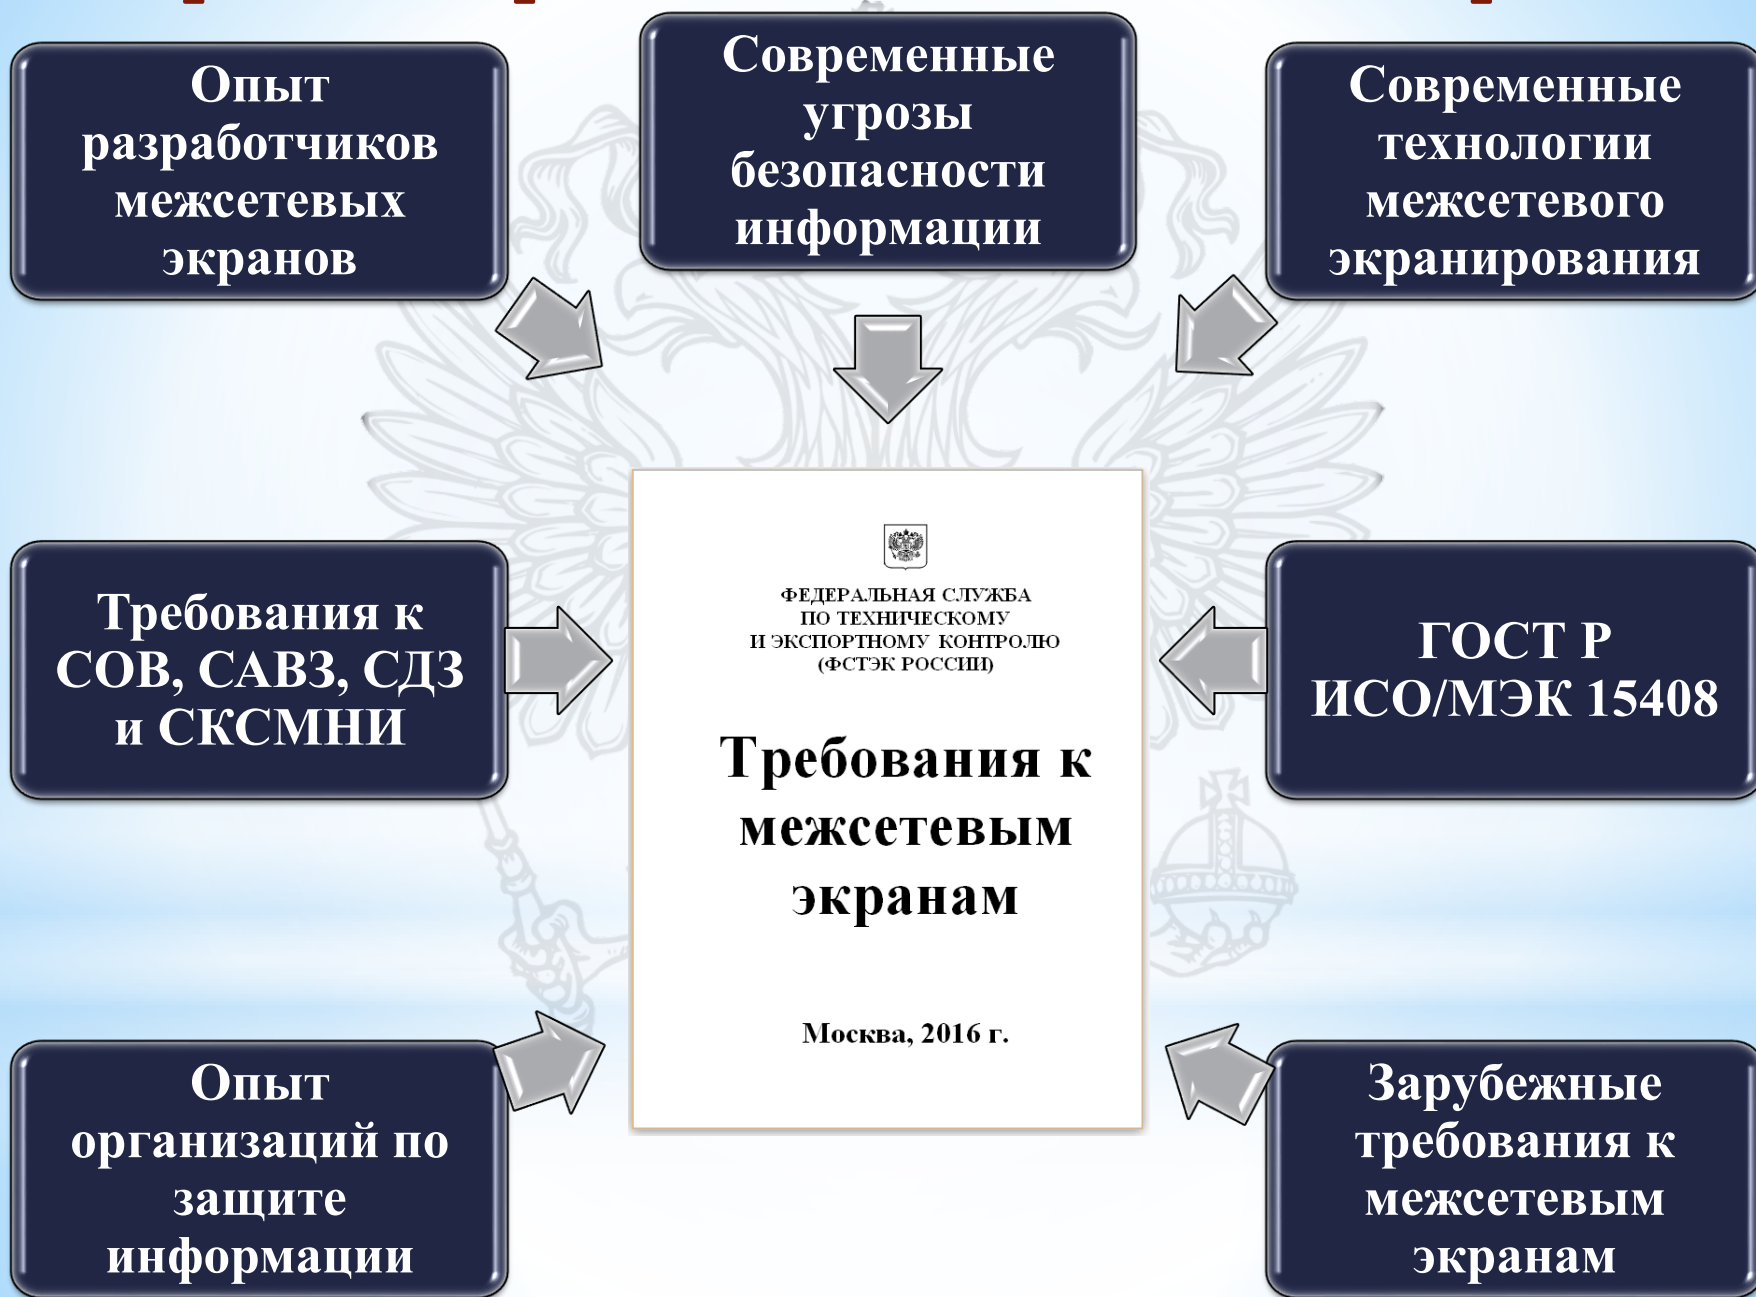 Опыт
разработчиков
межсетевых
экранов
Современные
угрозы
безопасности
информации
Современные
технологии
межсетевого
экранирования
Требования к
СОВ, САВЗ, СДЗ
и СКСМНИ
ФЕДЕРАЛЬНАЯ СЛУЖБА
ПО ТЕХНИЧЕСКОМУ
И ЭКСПОРТНОМУ КОНТРОЛЮ
(ФСТЭК РОССИИ)
Требования к
межсетевым
экранам
Москва, 2016 г.
ГОСТ Р
ИСО/МЭК 15408
Опыт
организаций по
защите
информации
Зарубежные
требования к
межсетевым
экранам